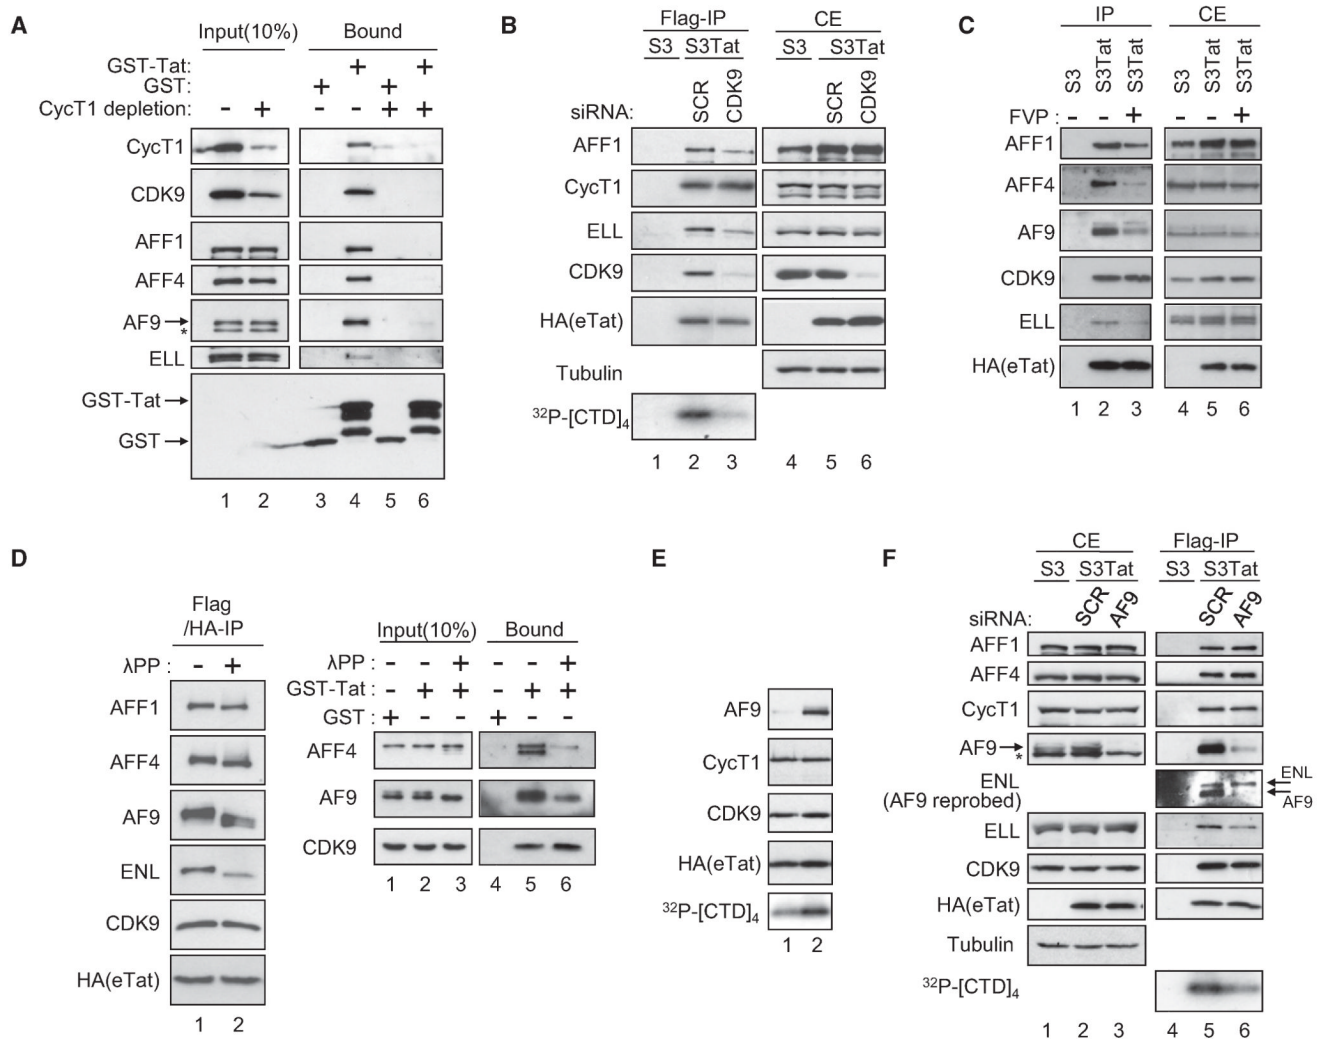 A
Input(10%) Bound
GST-Tat: + +
GST: + +
CycT1 depletion: - + - - + +
CycT1
CDK9
AFF1
AFF4
AF9
*
ELL
GST-Tat
GST
1 2 3 4 5 6
B
Flag-IP CE
S3 S3Tat S3 S3Tat
siRNA: SCR CDK9 SCR CDK9
AFF1
CycT1
ELL
CDK9
HA(eTat)
Tubulin
32P-[CTD]4
1 2 3 4 5 6
C
IP CE
S3 S3Tat S3Tat S3 S3Tat S3Tat
FVP : - - + - - +
AFF1
AFF4
AF9
CDK9
ELL
HA(eTat)
1 2 3 4 5 6
D
Flag
/HA-IP
λPP : - +
AFF1
AFF4
AF9
ENL
CDK9
HA(eTat)
1 2
Input(10%) Bound
λPP : - - + - - +
GST-Tat : - + + - + +
GST : + - - + - -
AFF4
AF9
CDK9
1 2 3 4 5 6
E
AF9
CycT1
CDK9
HA(eTat)
32P-[CTD]4
1 2
F
CE Flag-IP
S3 S3Tat S3 S3Tat
siRNA: SCR AF9 SCR AF9
AFF1
AFF4
CycT1
AF9
*
ENL
(AF9 reprobed)
ENL
AF9
ELL
CDK9
HA(eTat)
Tubulin
32P-[CTD]4
1 2 3 4 5 6